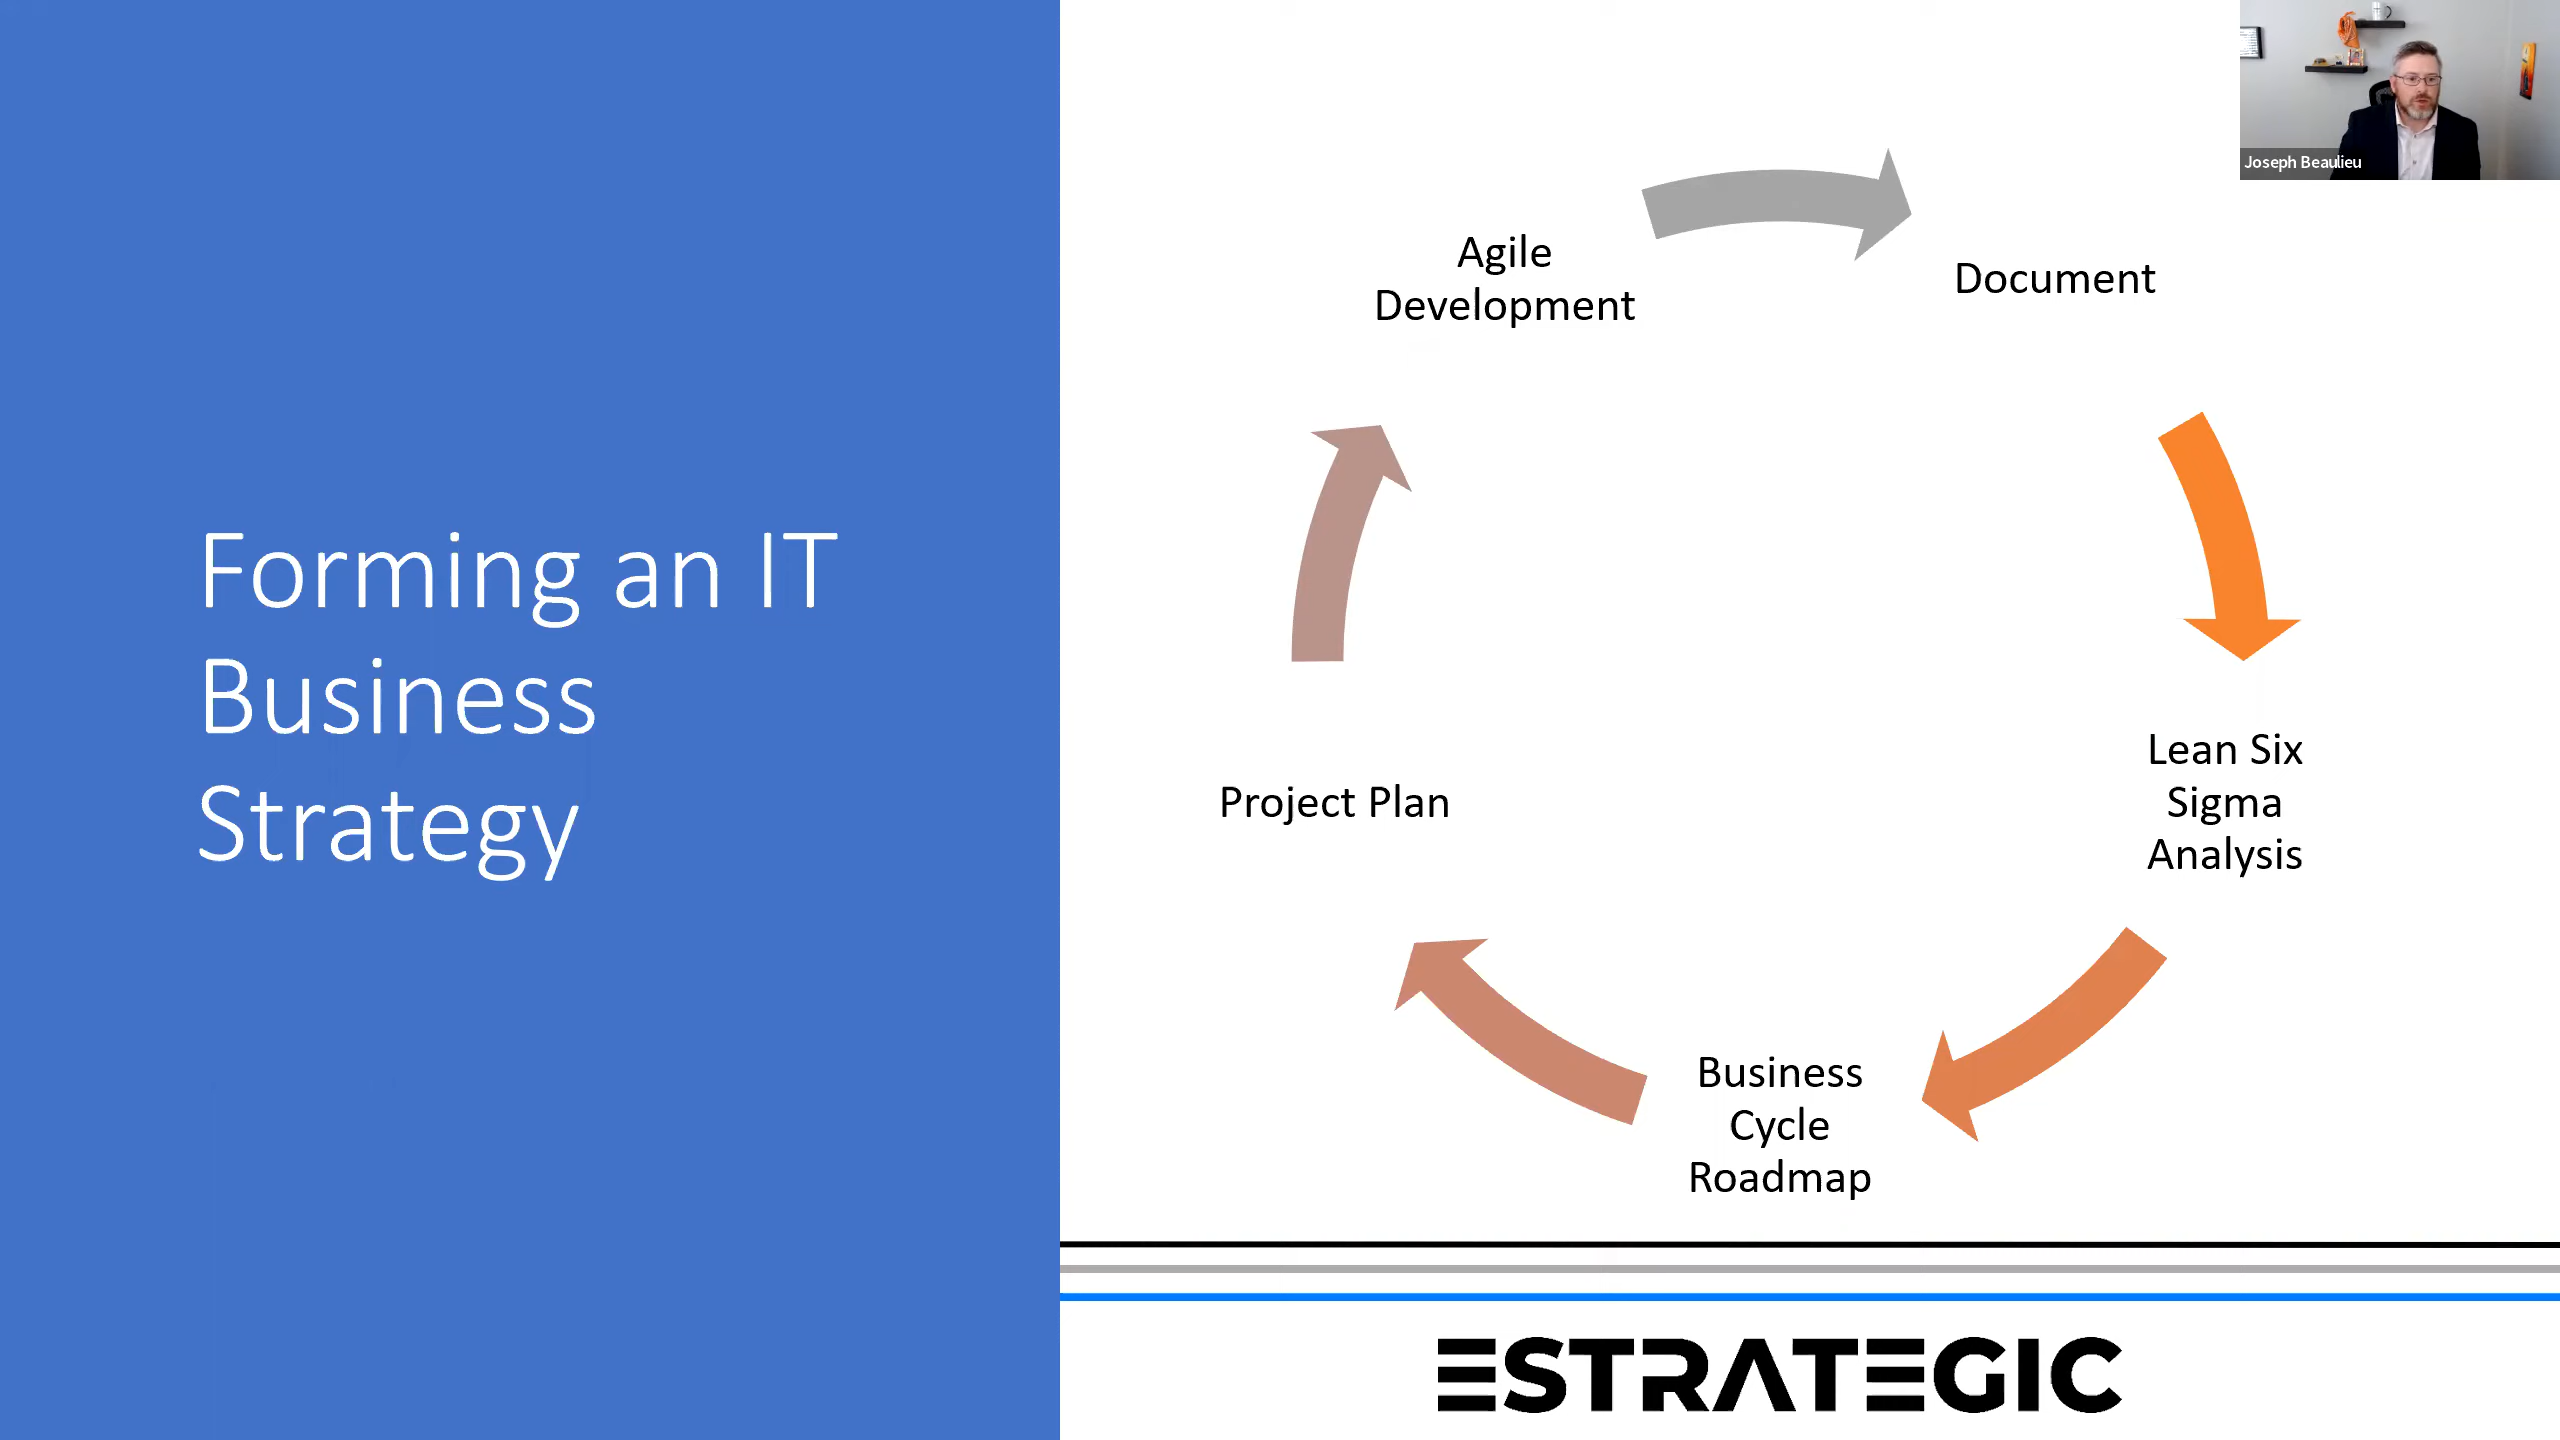 Forming an IT
Business
Strategy
Agile
Development
Document
Lean Six
Sigma
Analysis
Business
Cycle
Roadmap
Project Plan
Joseph Beaulieu
ESTRATEGIC